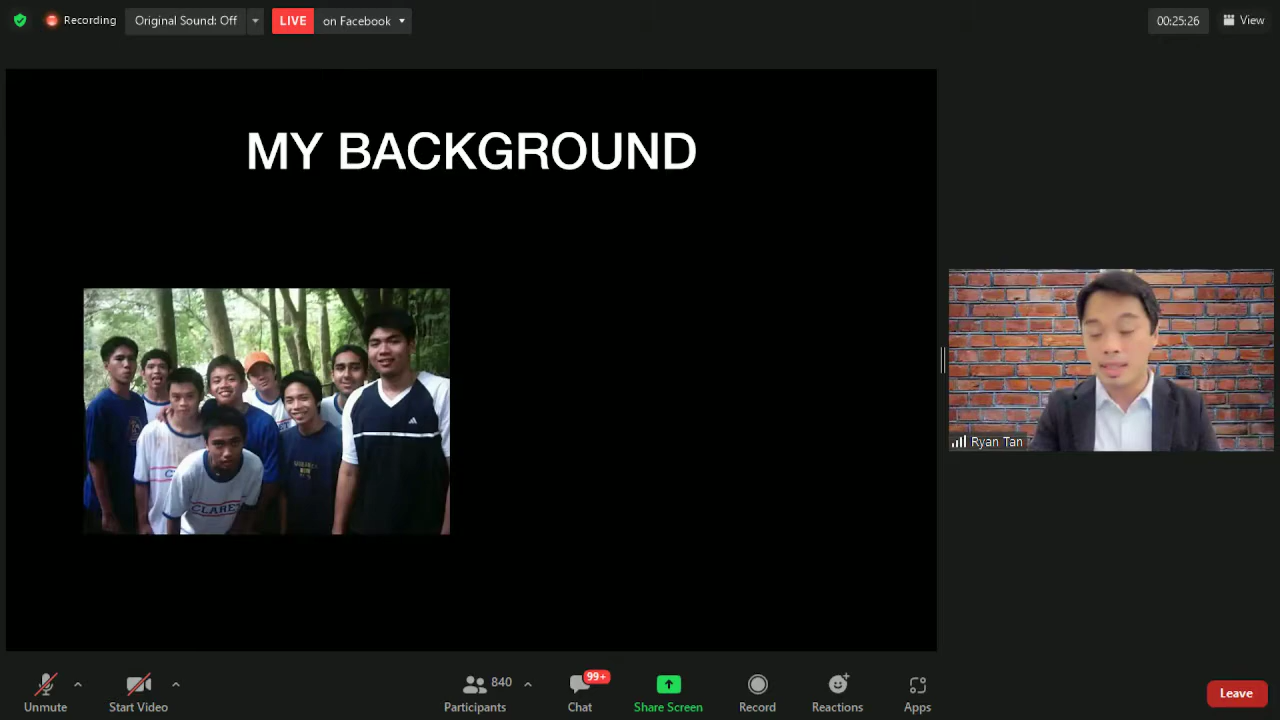 Recording
Original Sound: Off
LIVE
on Facebook
00:25:26
View
MY BACKGROUND
CLARET
Ryan Tan
Unmute
Start Video
840
Participants
99+
Chat
Share Screen
Record
Reactions
Apps
Leave